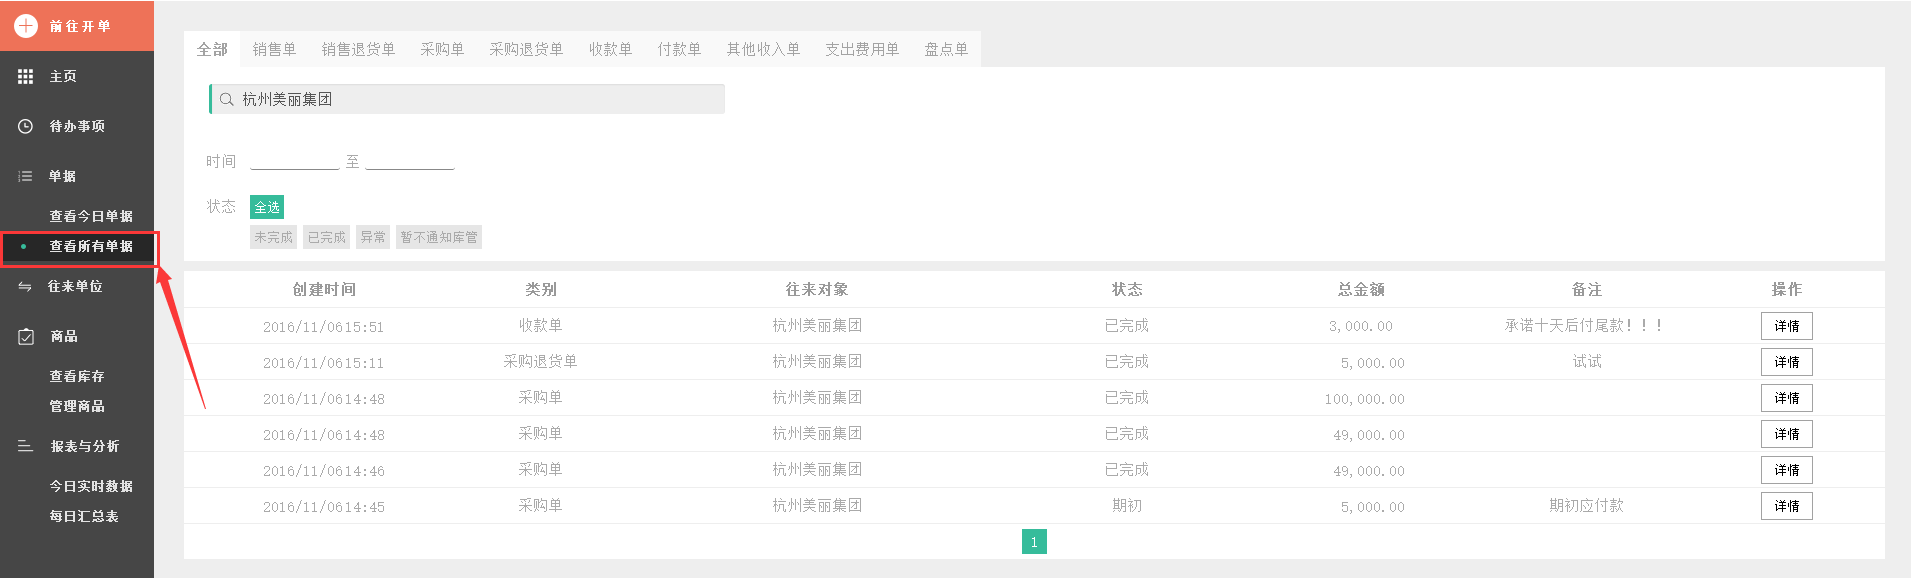 前往开单
主页
待办事项
单据
查看今日单据
查看所有单据
往来单位
商品
查看库存
管理商品
报表与分析
今日实时数据
每日汇总表
全部 销售单 销售退货单 采购单 采购退货单 收款单 付款单 其他收入单 支出费用单 盘点单
杭州美丽集团
时间 至
状态 全选
未完成 已完成 异常 暂不通知库管
创建时间 类别 往来对象 状态 总金额 备注 操作
2016/11/0615:51 收款单 杭州美丽集团 已完成 3,000.00 承诺十天后付尾款！！！ 详情
2016/11/0615:11 采购退货单 杭州美丽集团 已完成 5,000.00 试试 详情
2016/11/0614:48 采购单 杭州美丽集团 已完成 100,000.00 详情
2016/11/0614:48 采购单 杭州美丽集团 已完成 49,000.00 详情
2016/11/0614:46 采购单 杭州美丽集团 已完成 49,000.00 详情
2016/11/0614:45 采购单 杭州美丽集团 期初 5,000.00 期初应付款 详情
1